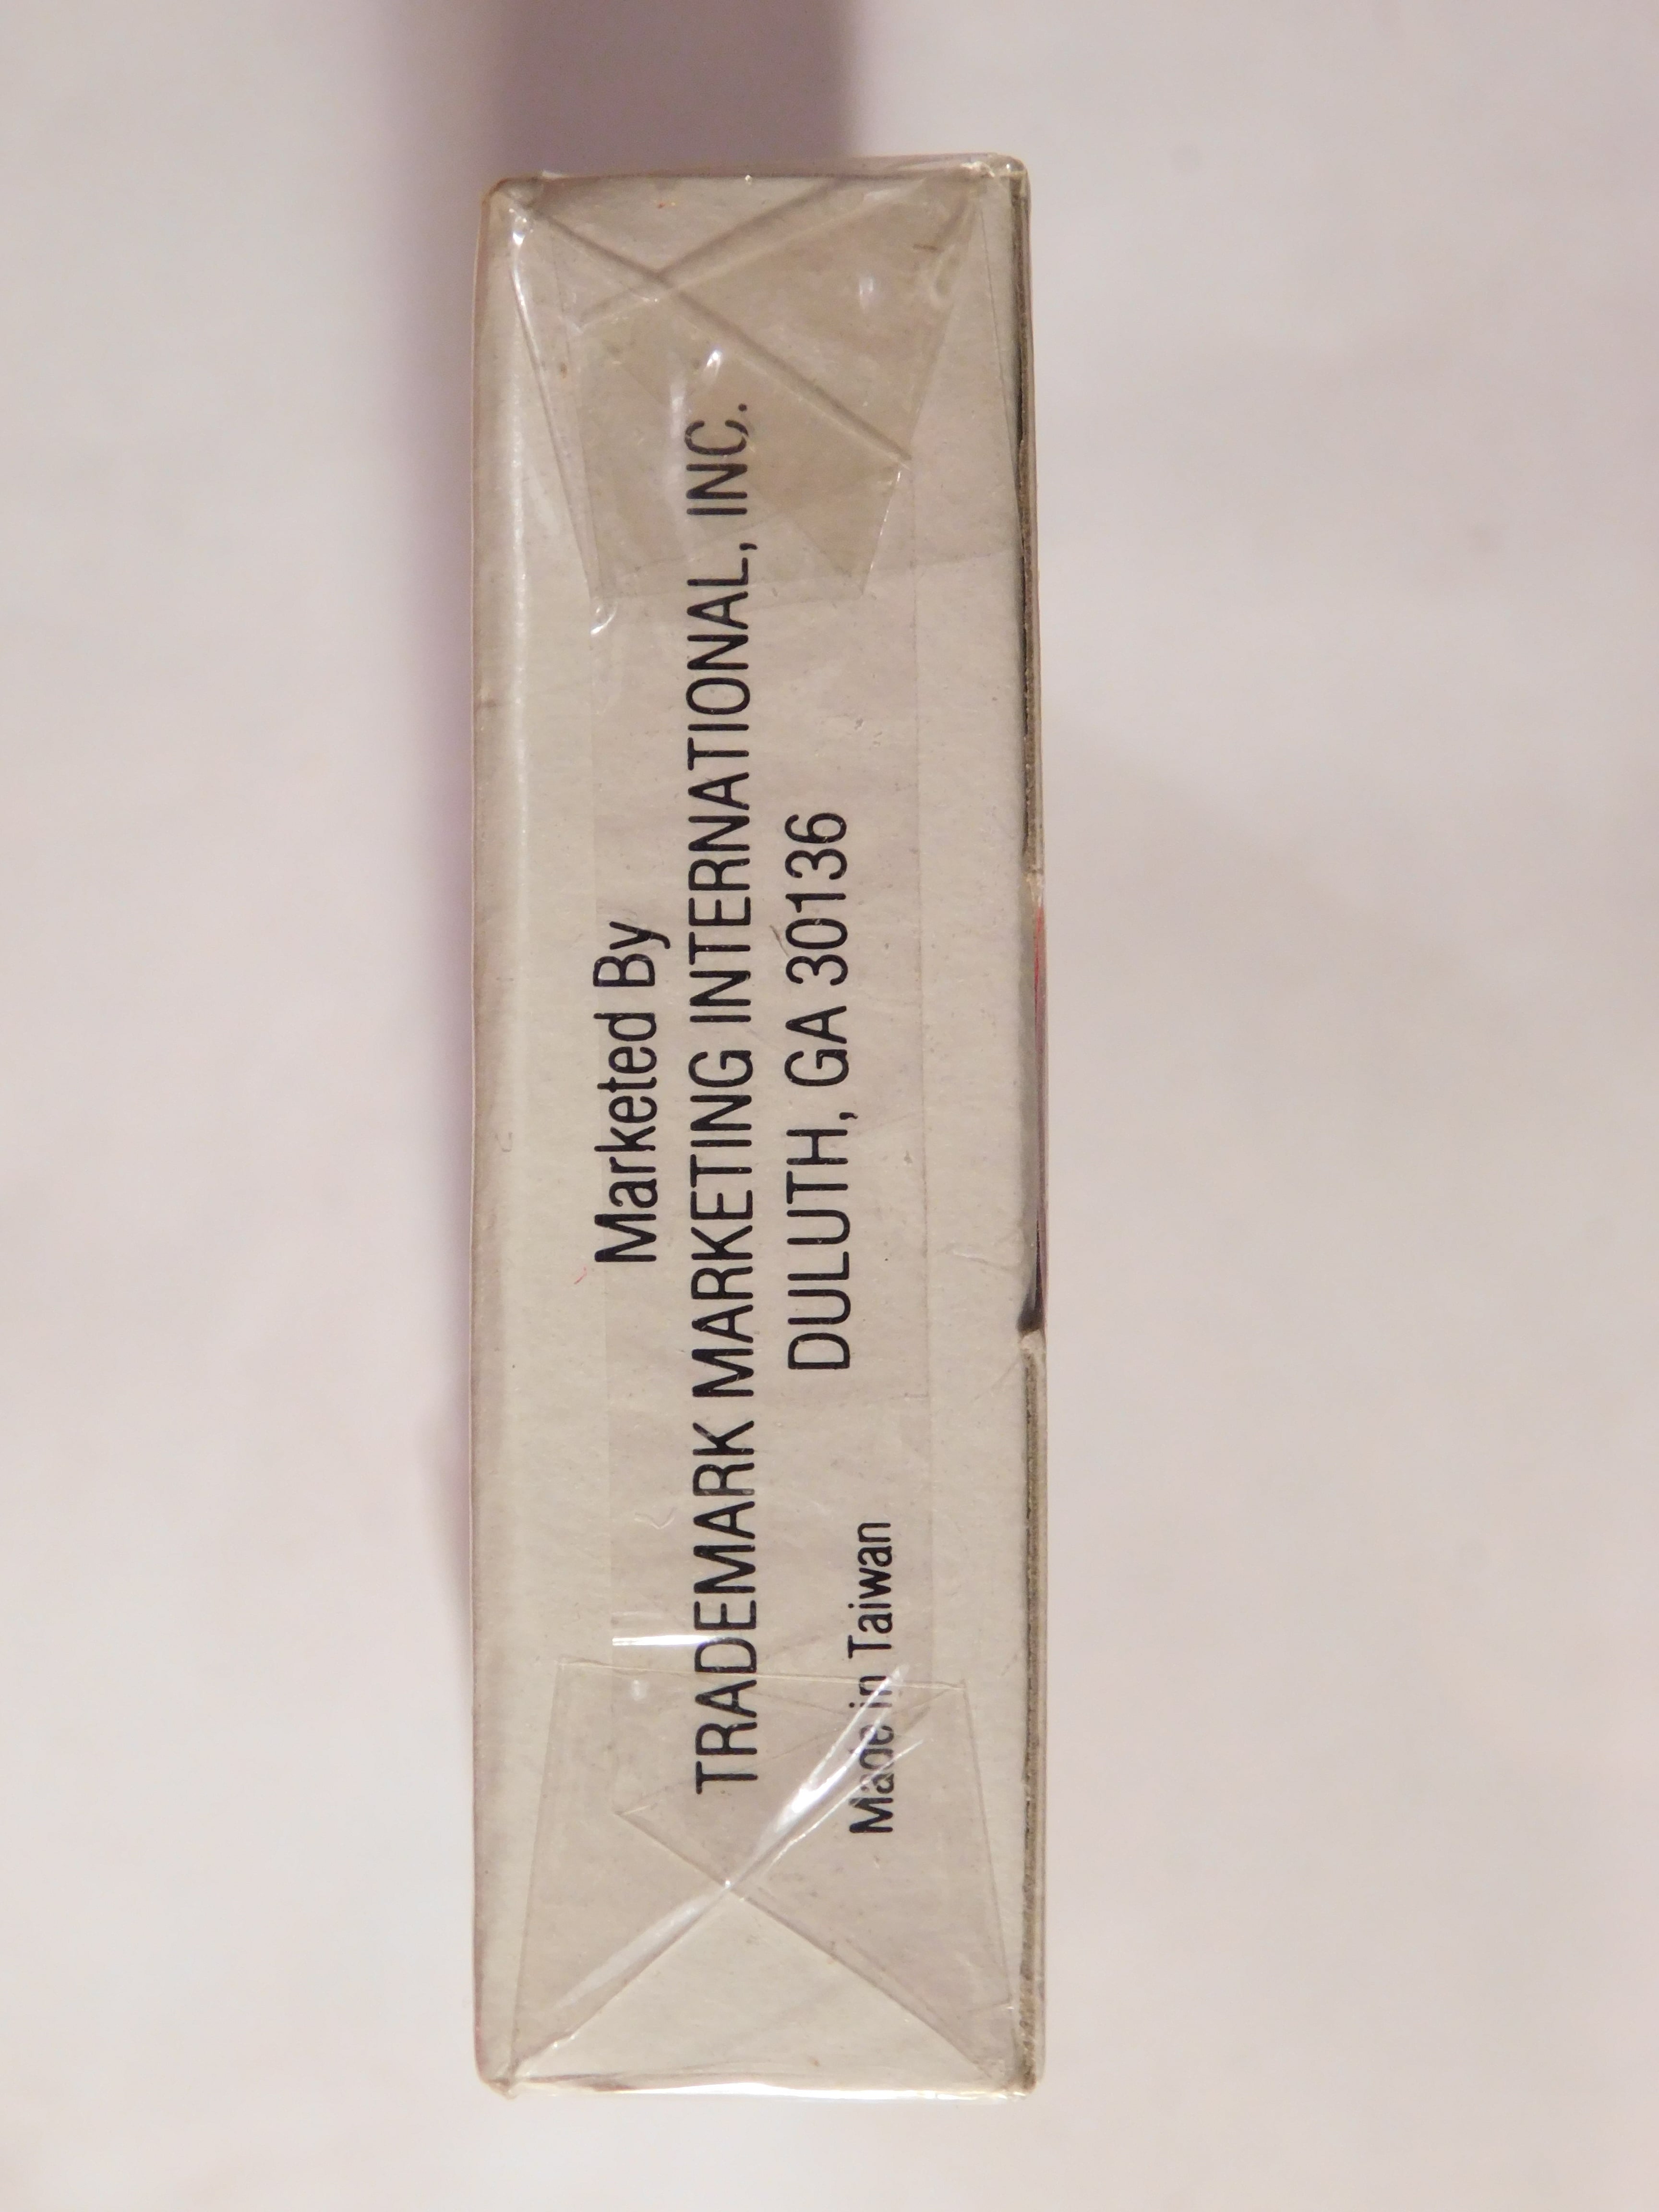 Marketed By
TRADEMARK MARKETING INTERNATIONAL, INC.
DULUTH, GA 30136
Made in Taiwan